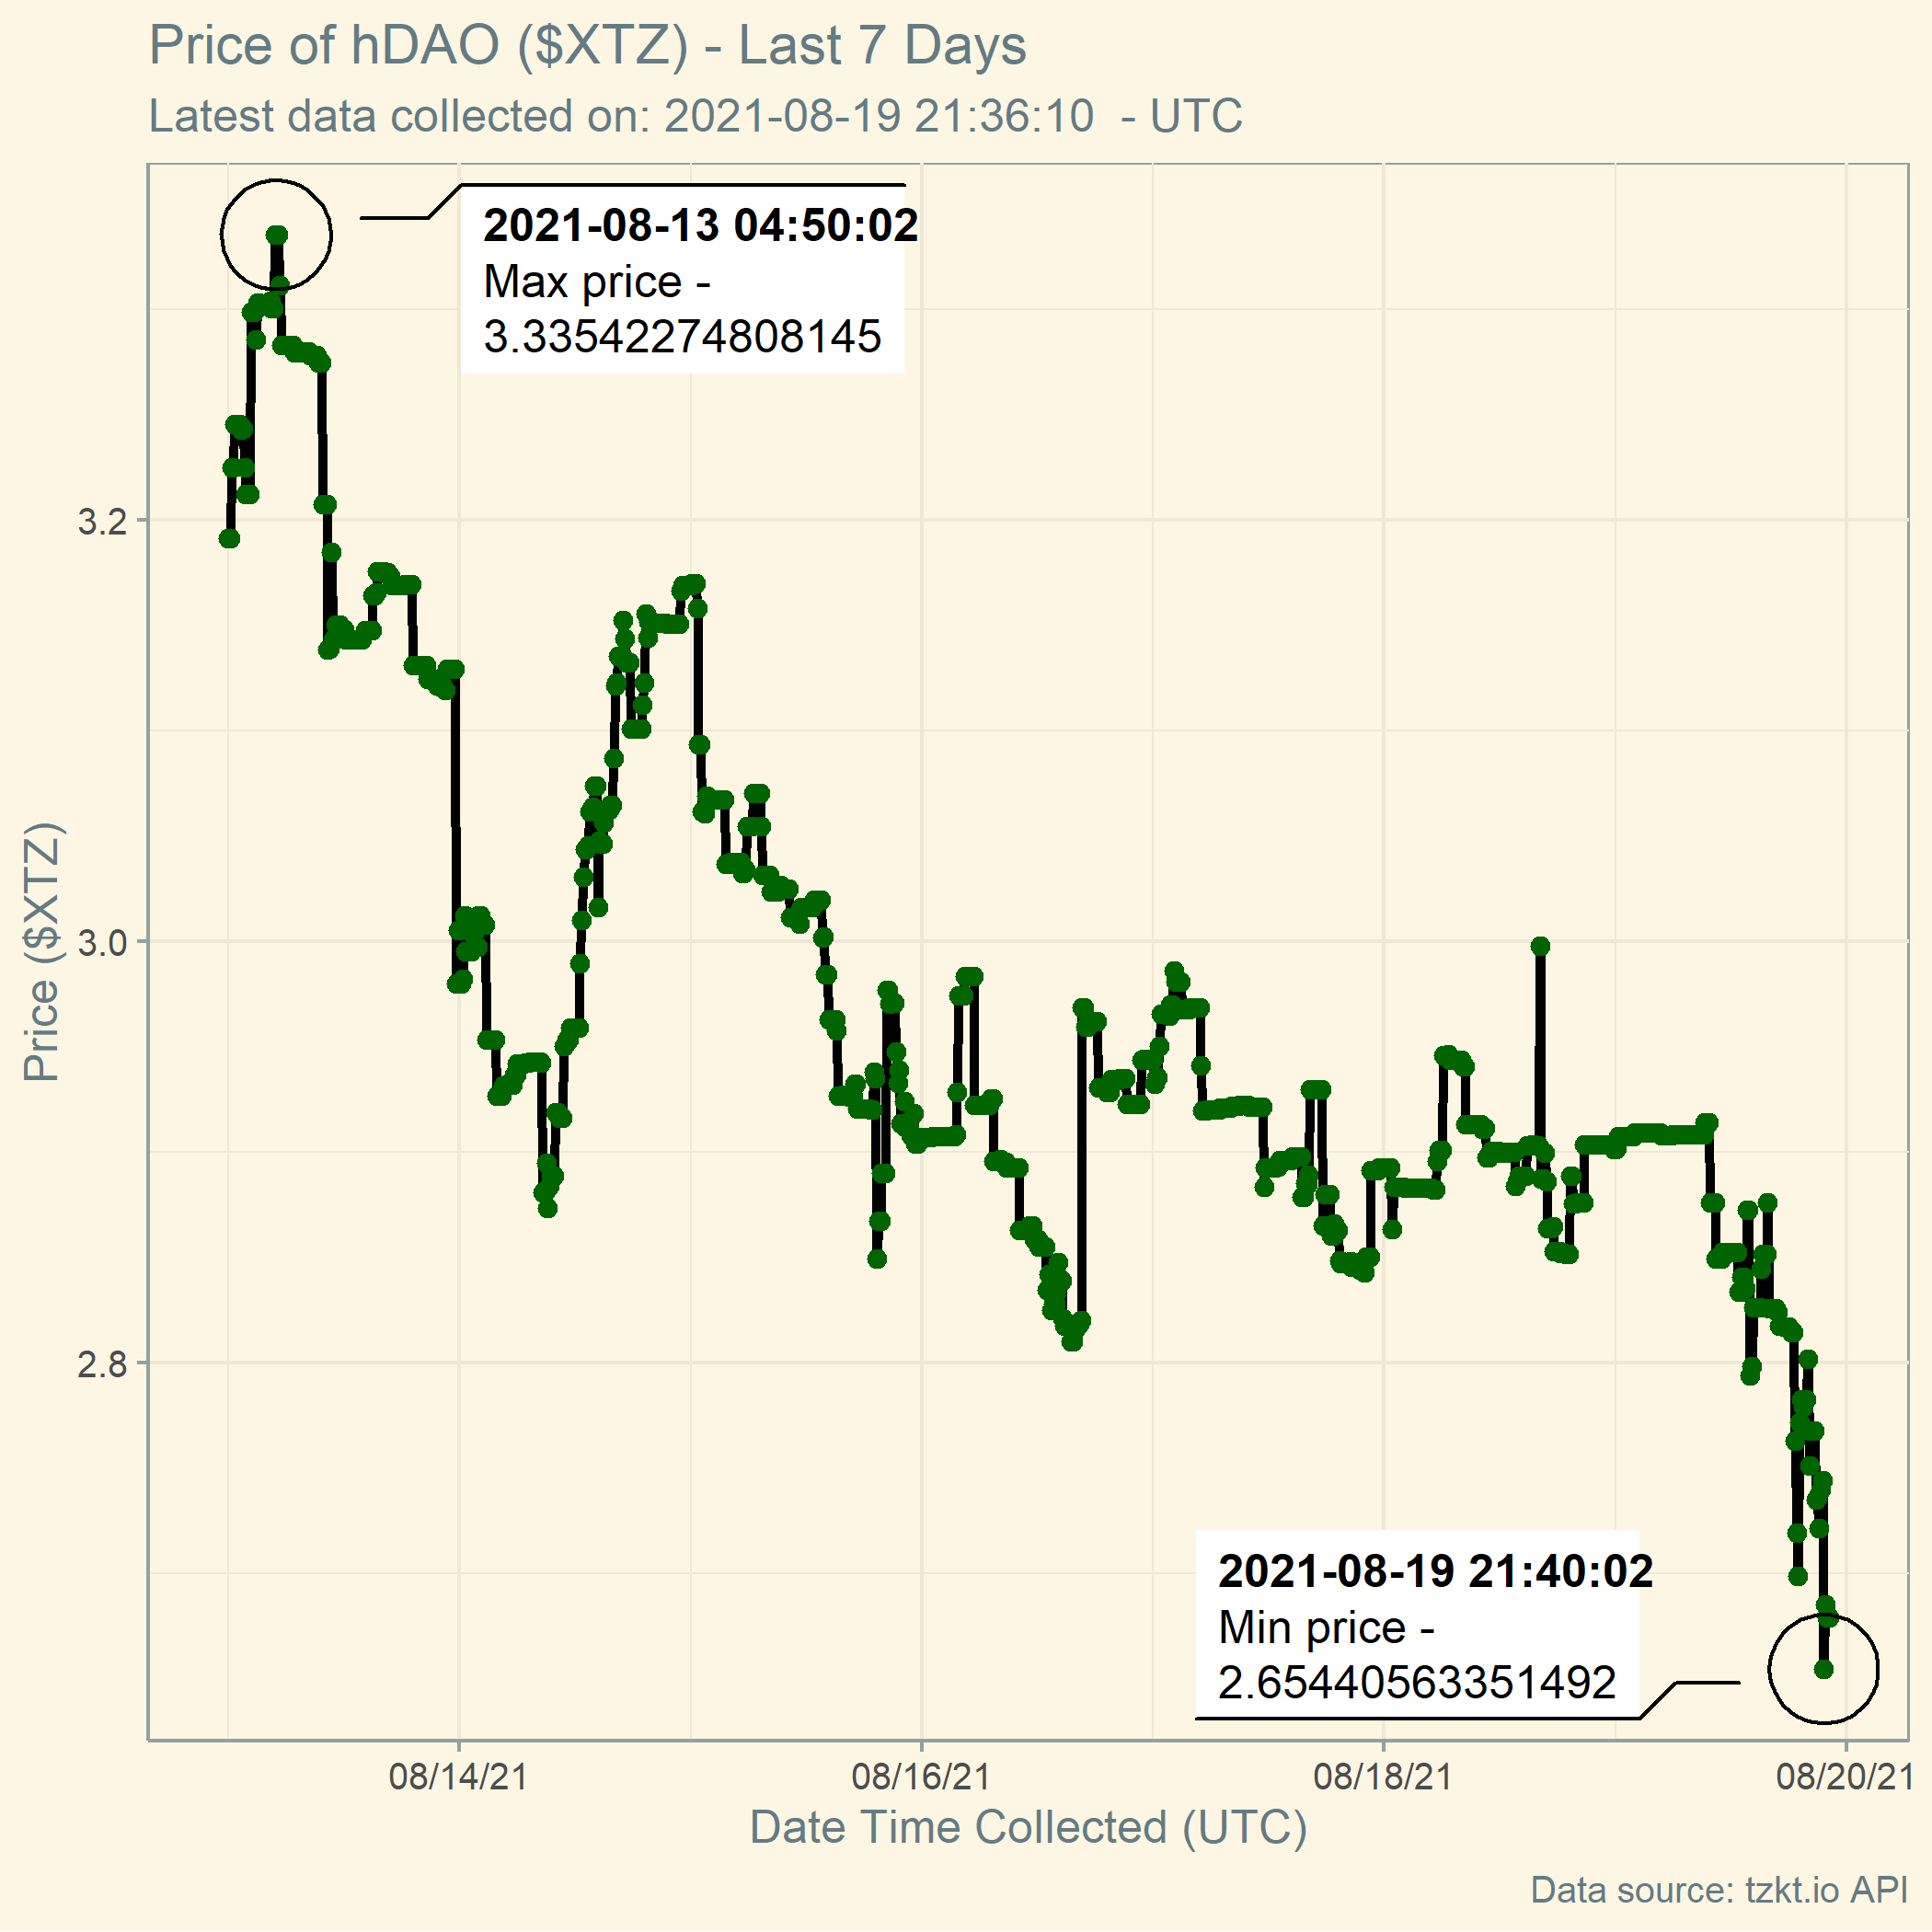 Price of hDAO ($XTZ) - Last 7 Days
Latest data collected on: 2021-08-19 21:36:10  - UTC
2021-08-13 04:50:02
Max price -
3.33542274808145
3.2
3.0
2.8
Price ($XTZ)
2021-08-19 21:40:02
Min price -
2.65440563351492
08/14/21
08/16/21
08/18/21
08/20/21
Date Time Collected (UTC)
Data source: tzkt.io API